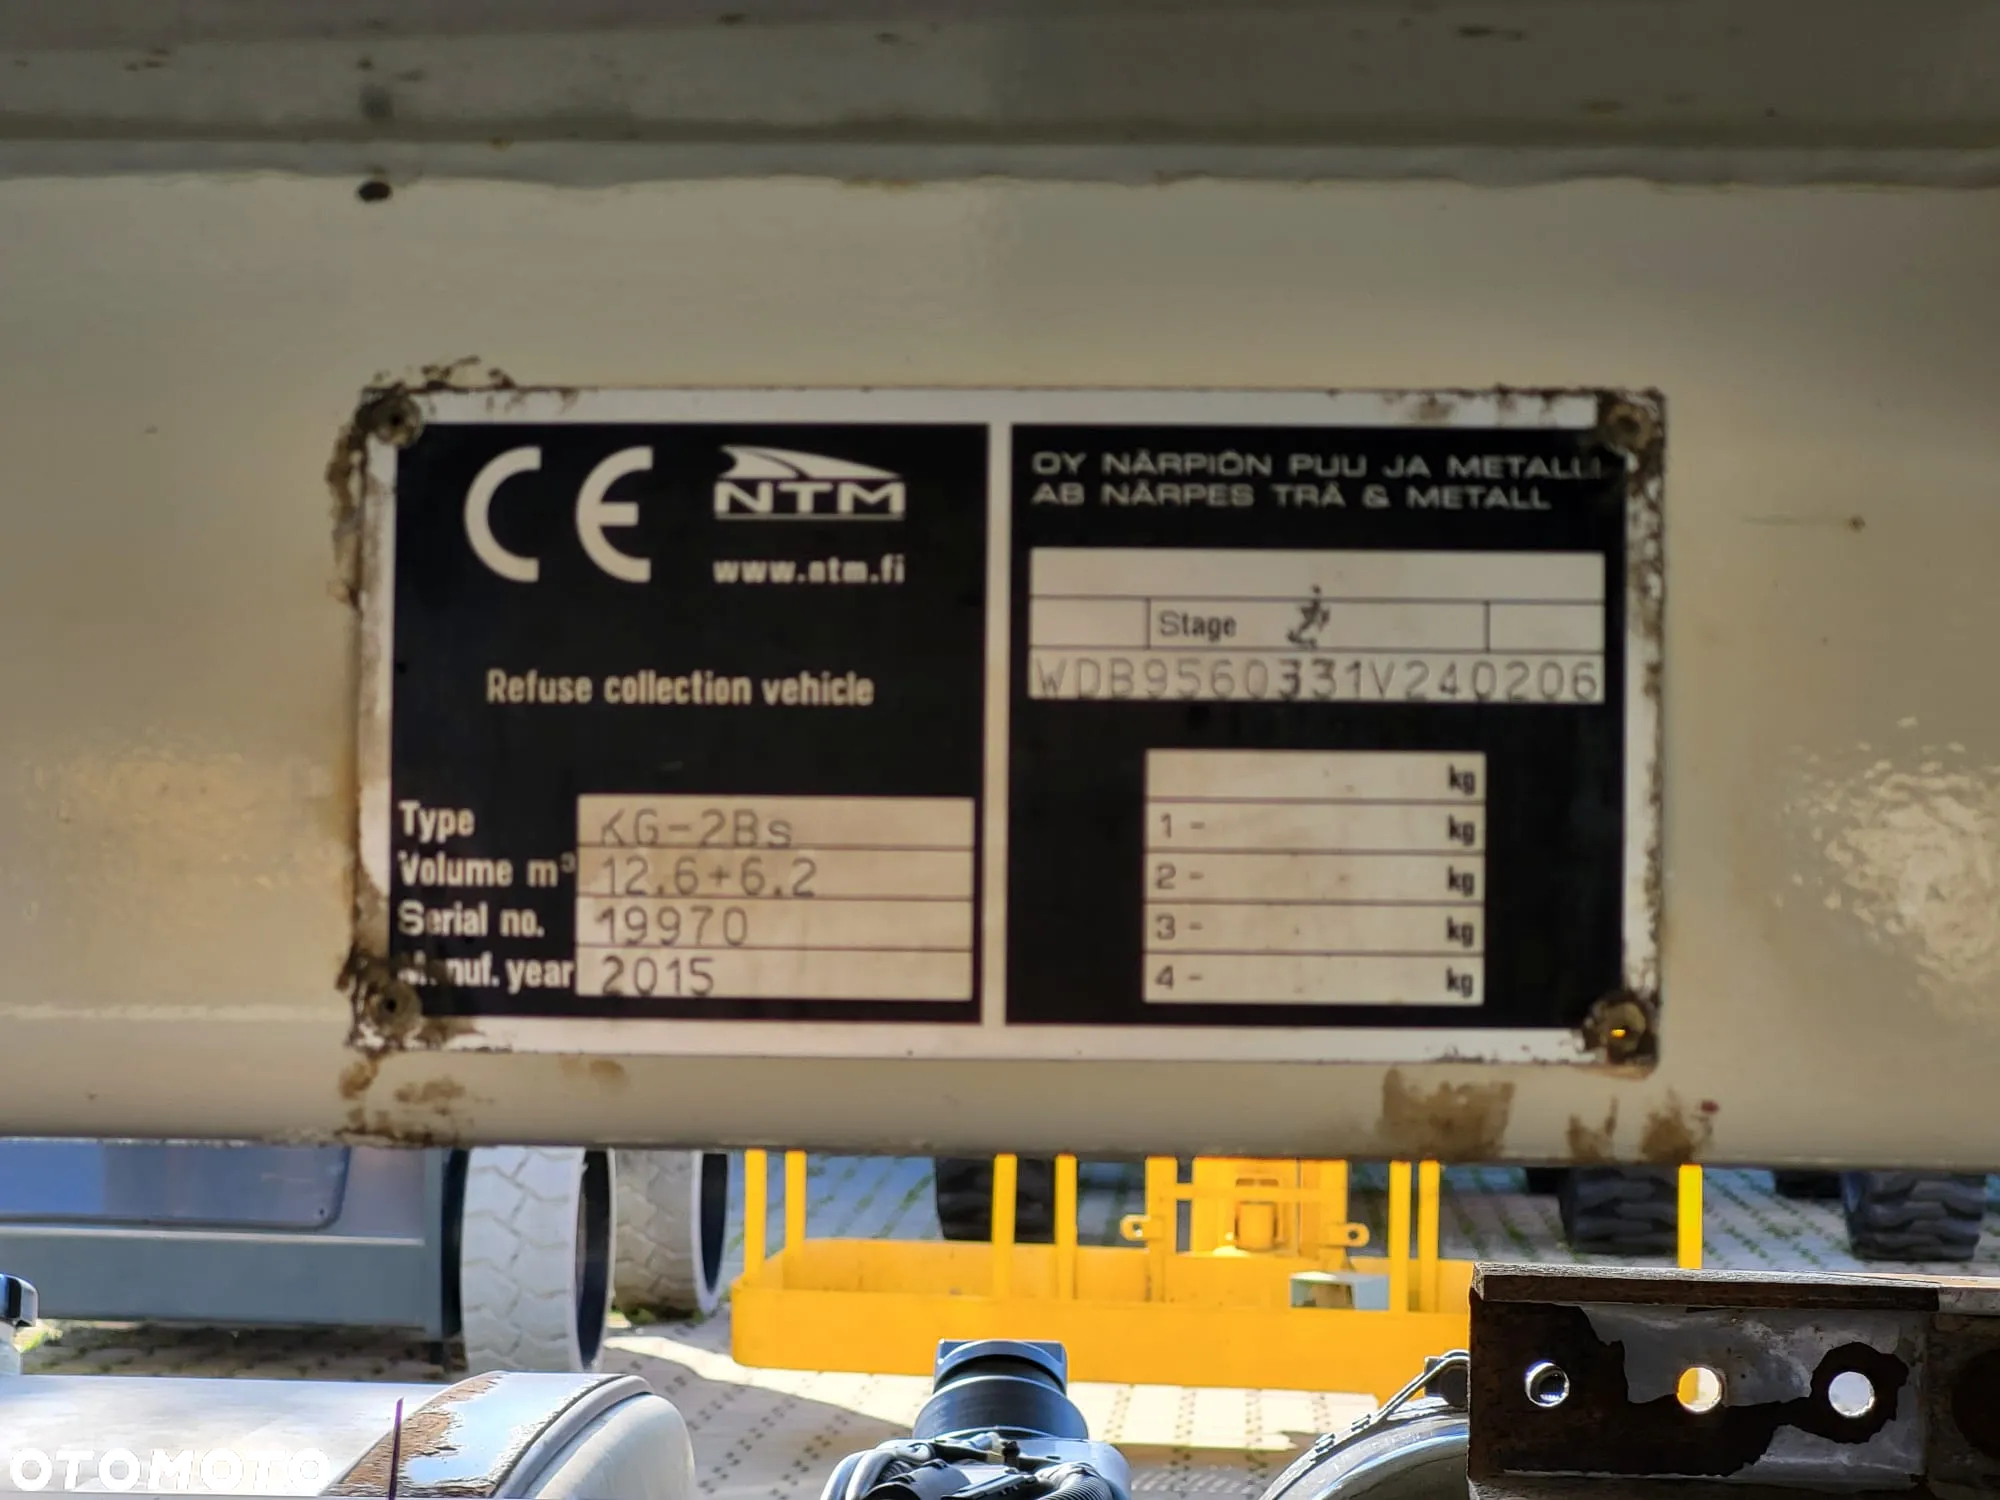 CE
NTM
www.ntm.fi
Refuse collection vehicle
Type KG-2Bs
Volume m³ 12.6+6.2
Serial no. 19970
Manuf. year 2015
OY NÄRPIÖN PUU JA METALLI
AB NÄRPES TRÄ & METALL
Stage
WDB9560331V240206
kg
1 - kg
2 - kg
3 - kg
4 - kg
OTOMOTO